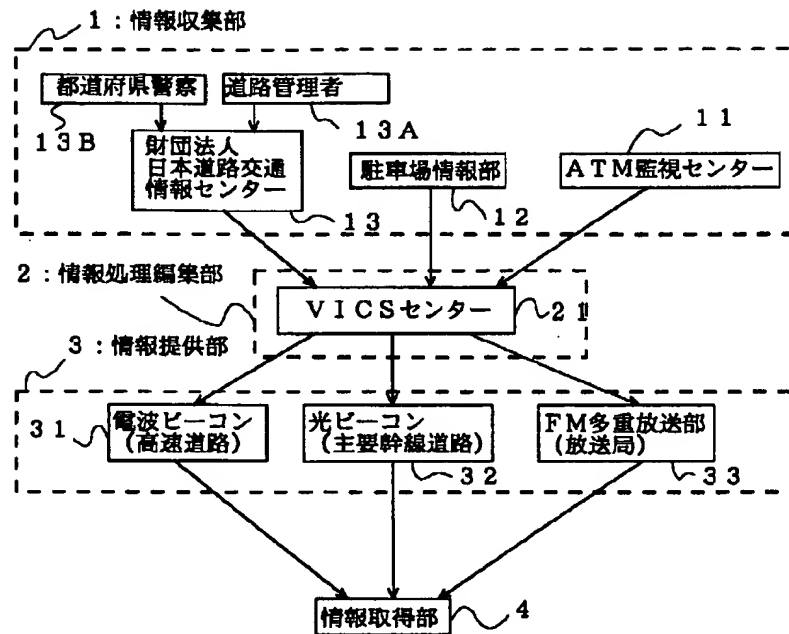 1：情報収集部
都道府県警察
道路管理者
13B
13A
11
財団法人
日本道路交通
情報センター
駐車場情報部
ATM監視センター
13
12
2：情報処理編集部
VICSセンター
21
3：情報提供部
31
電波ビーコン
(高速道路)
光ビーコン
(主要幹線道路)
FM多重放送部
(放送局)
32
33
情報取得部
4